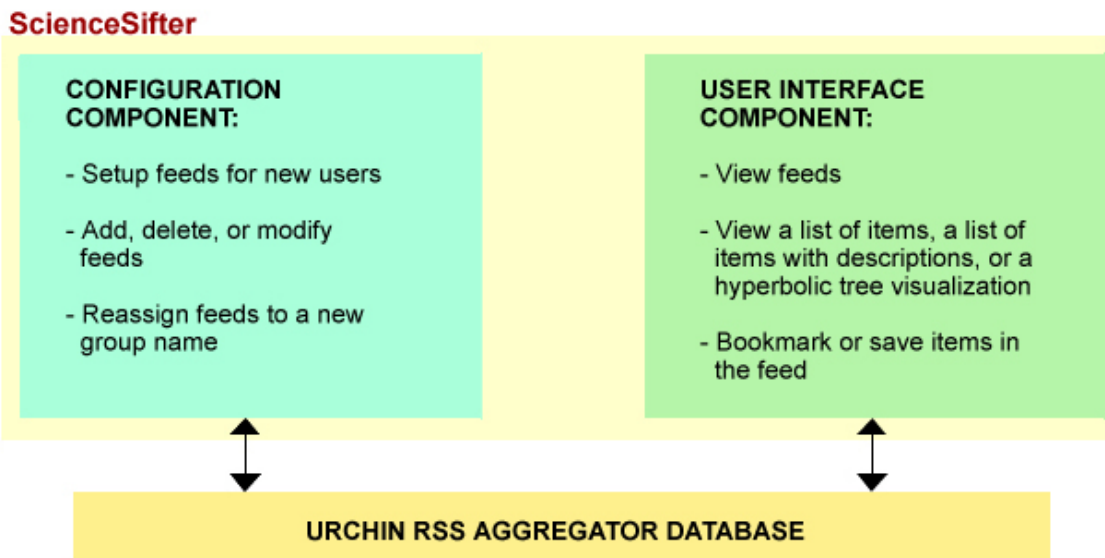 ScienceSifter
CONFIGURATION
COMPONENT:
- Setup feeds for new users
- Add, delete, or modify
feeds
- Reassign feeds to a new
group name
USER INTERFACE
COMPONENT:
- View feeds
- View a list of items, a list of
items with descriptions, or a
hyperbolic tree visualization
- Bookmark or save items in
the feed
URCHIN RSS AGGREGATOR DATABASE